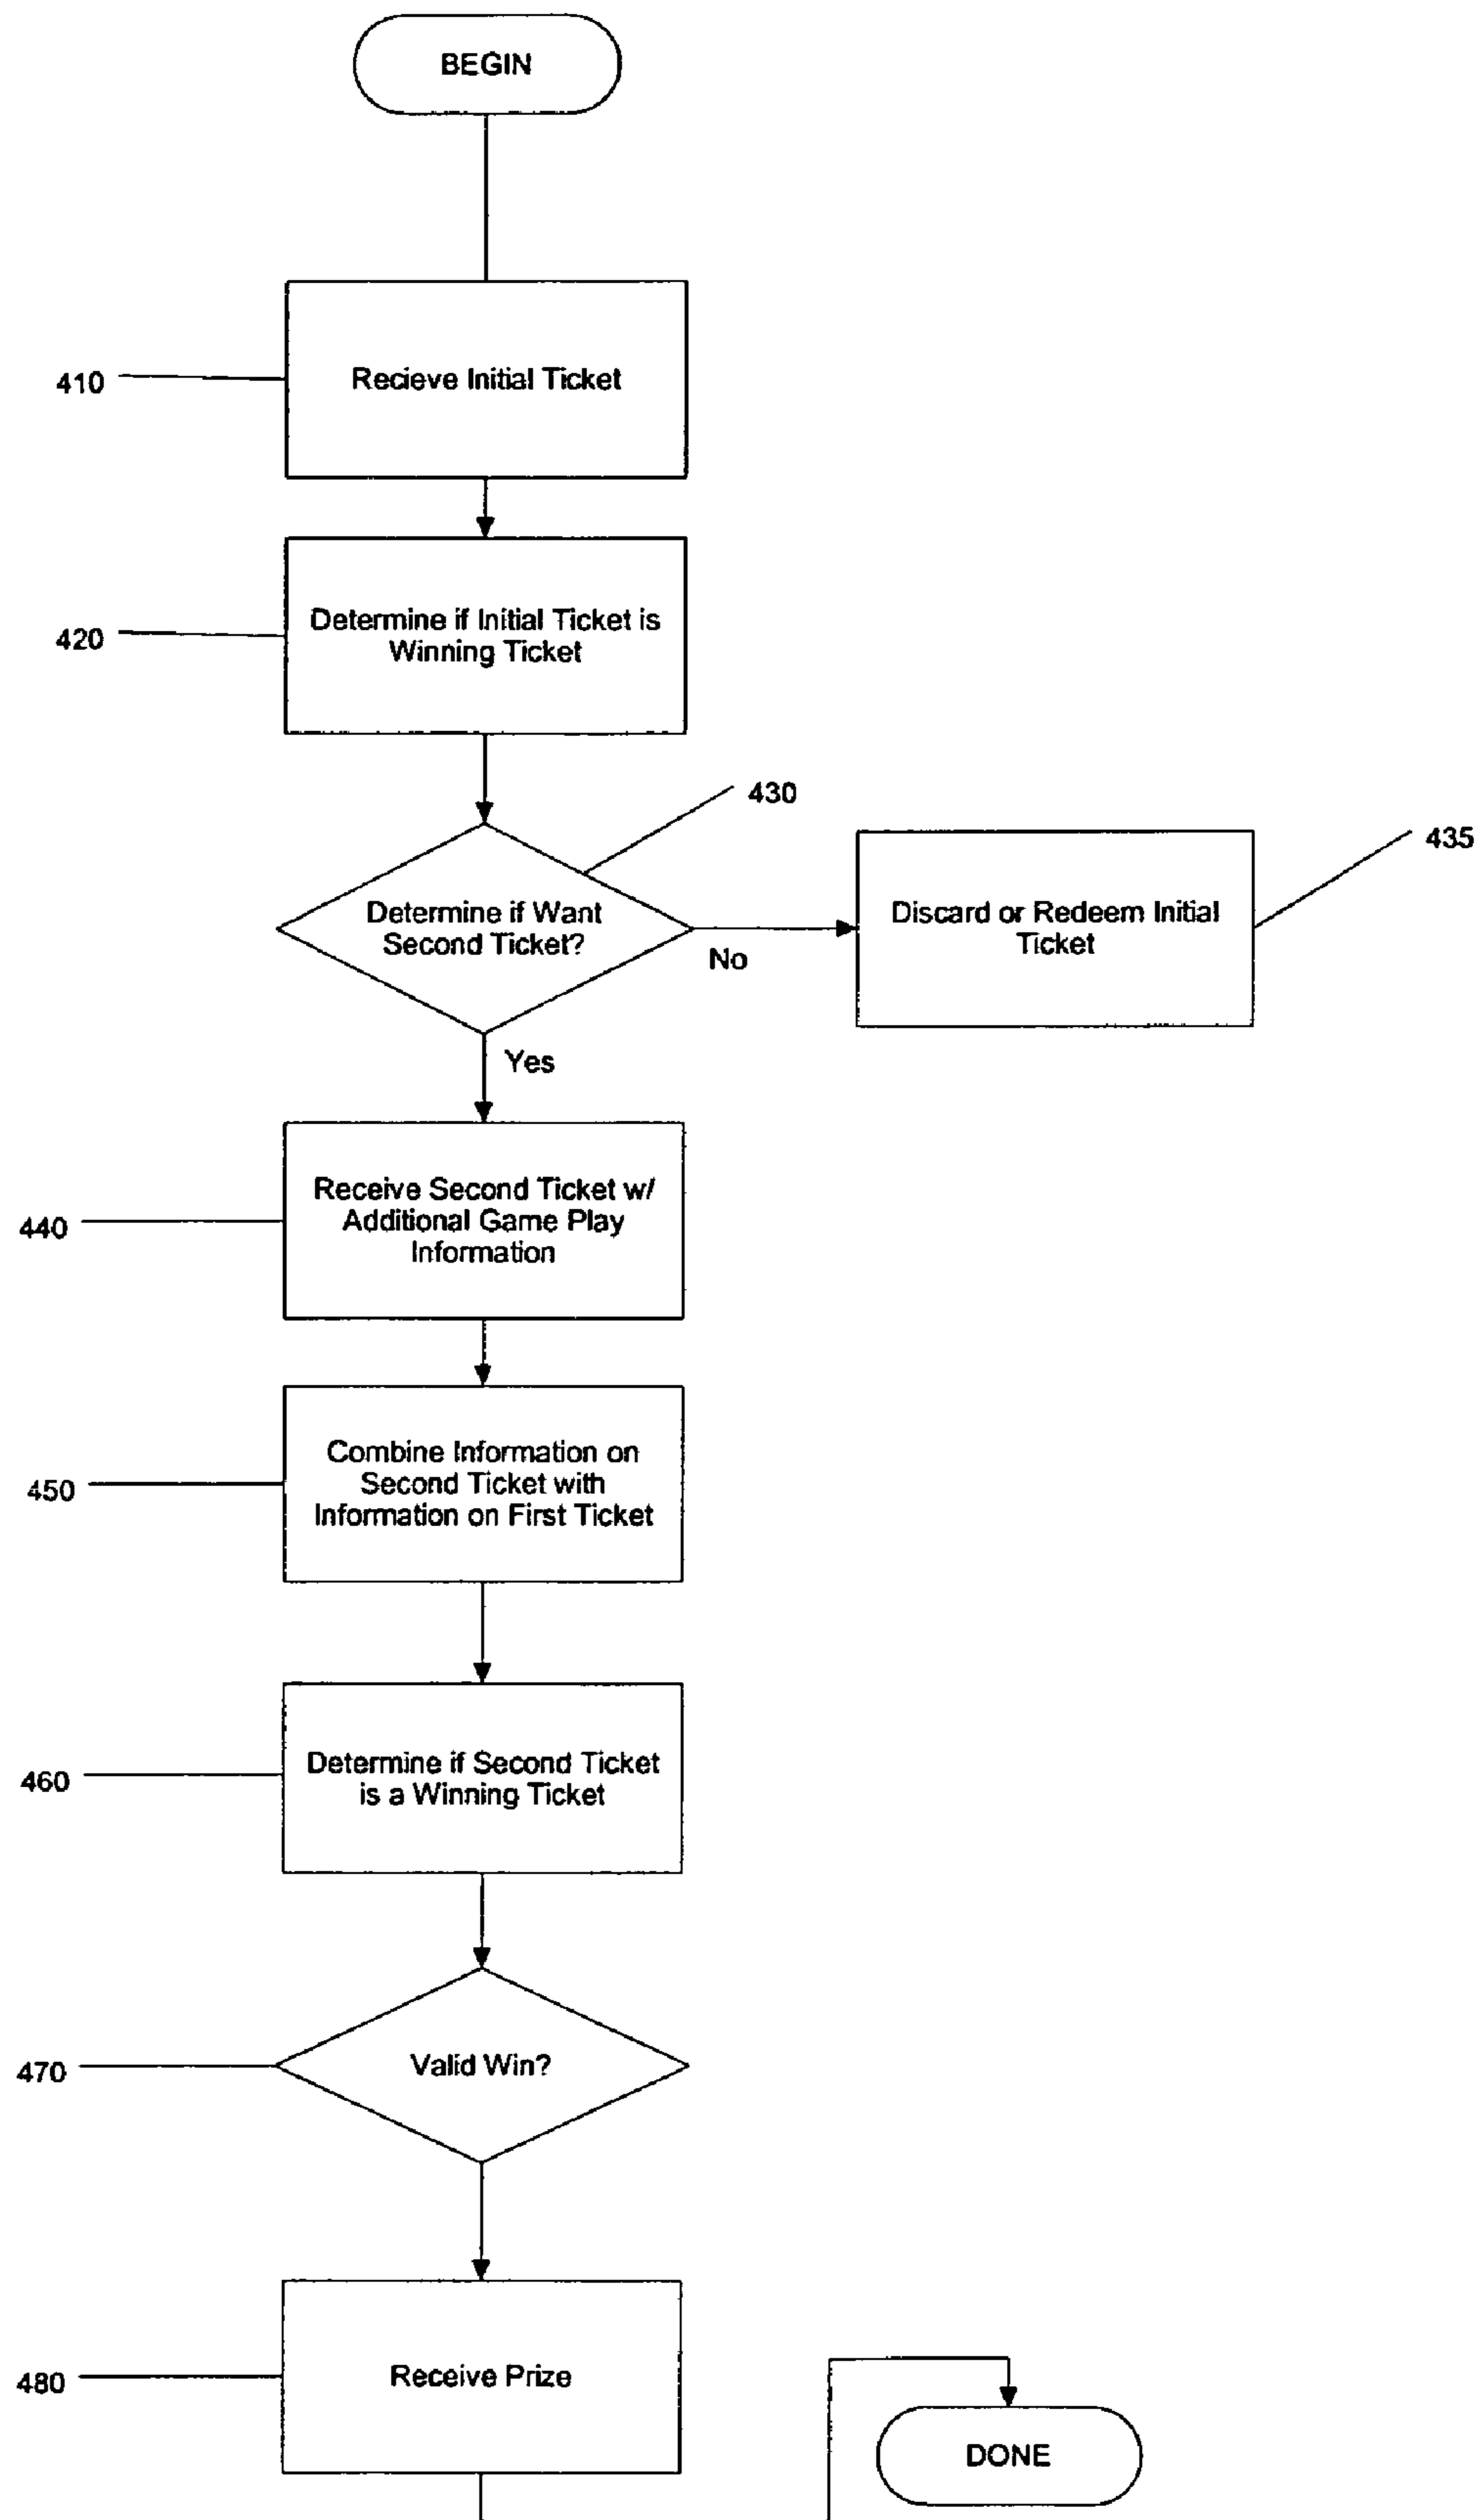 BEGIN
410
Recieve Initial Ticket
420
Determine if Initial Ticket is
Winning Ticket
430
435
Determine if Want
Second Ticket?
No
Discard or Redeem Initial
Ticket
Yes
440
Receive Second Ticket w/
Additional Game Play
Information
450
Combine Information on
Second Ticket with
Information on First Ticket
460
Determine if Second Ticket
is a Winning Ticket
470
Valid Win?
480
Receive Prize
DONE